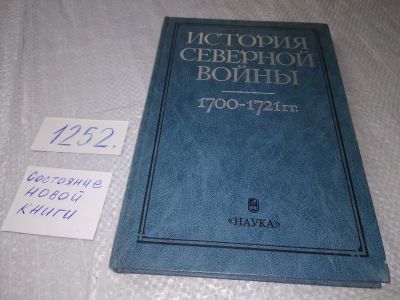 ИСТОРИЯ
СЕВЕРНОЙ
ВОЙНЫ
1700-1721 гг.
«НАУКА»
1252.
состояние
новой
книги